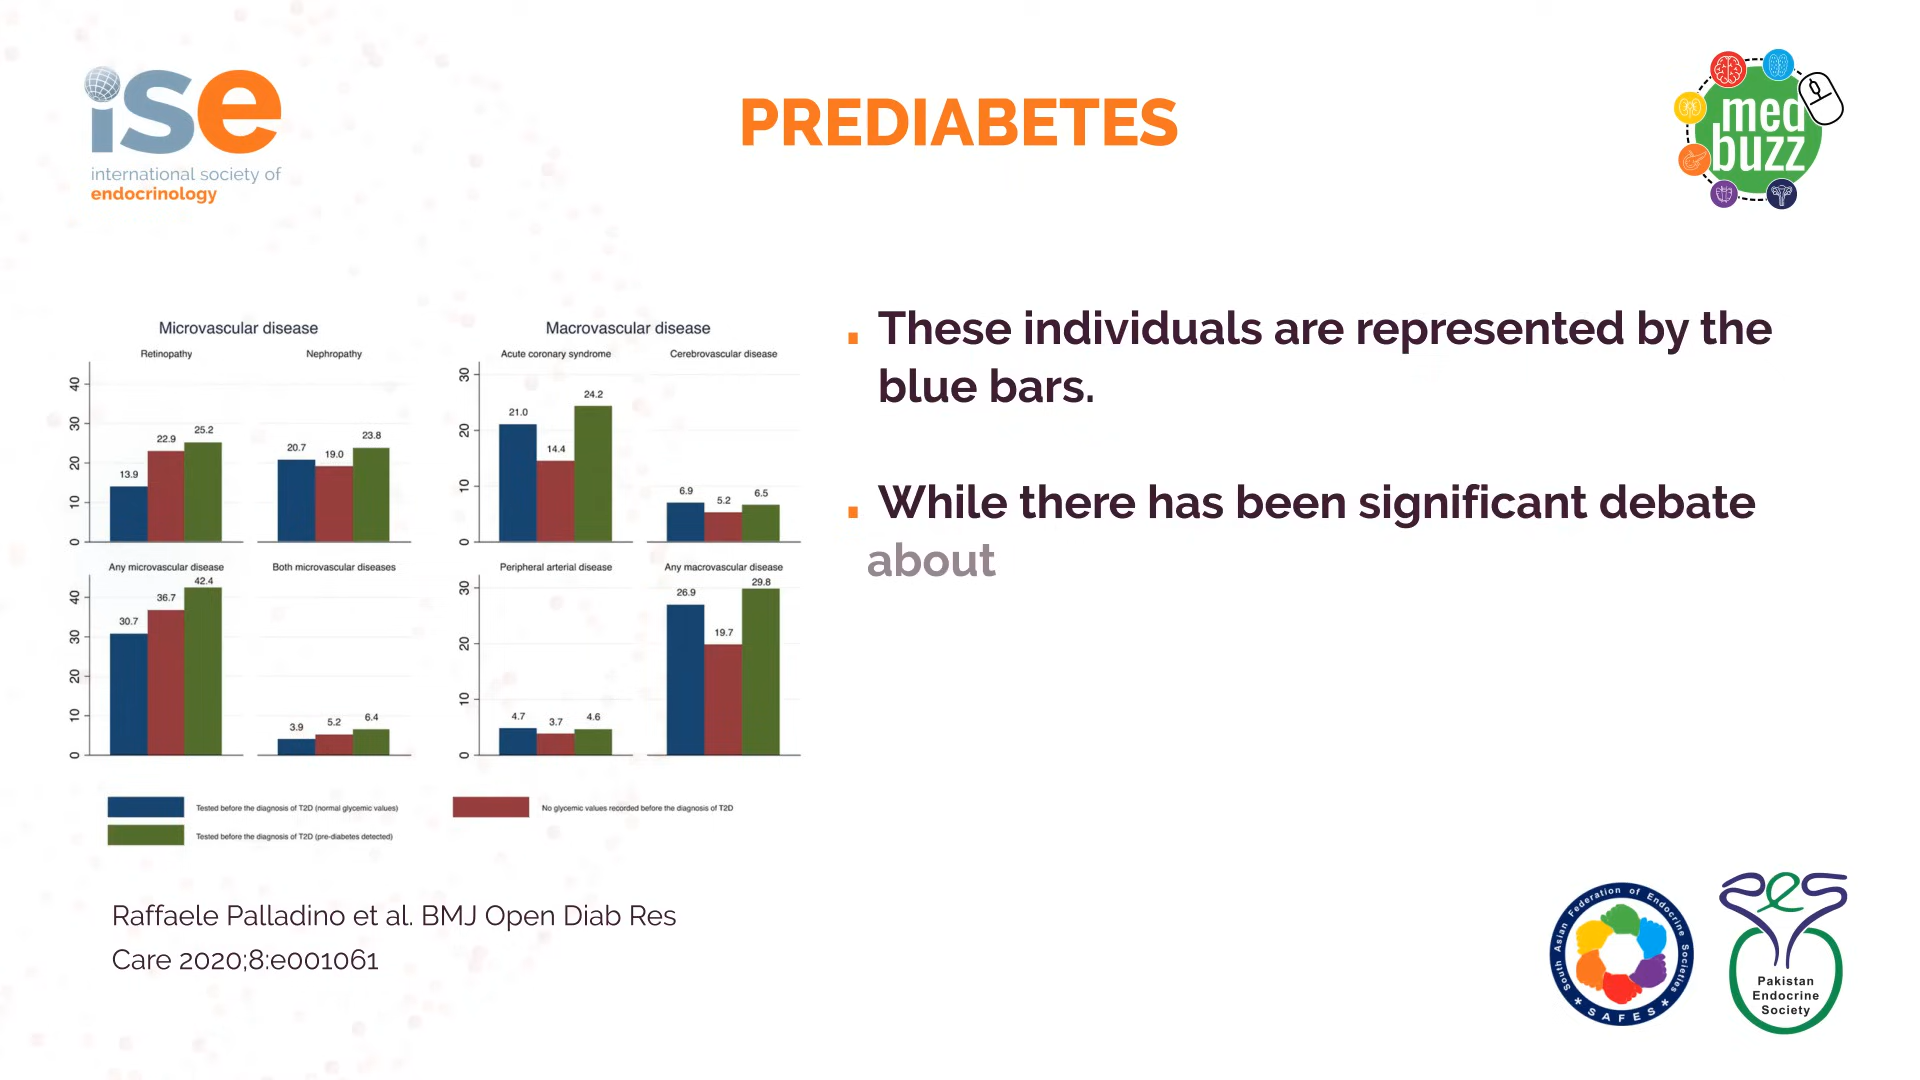 ise
international society of
endocrinology
PREDIABETES
med
buzz
Microvascular disease
Retinopathy
Nephropathy
40
30
20
10
0
13.9
22.9
25.2
20.7
19.0
23.8
Any microvascular disease
Both microvascular diseases
40
30
20
10
0
30.7
36.7
42.4
3.9
5.2
6.4
Macrovascular disease
Acute coronary syndrome
Cerebrovascular disease
30
20
10
0
21.0
14.4
24.2
6.9
5.2
6.5
Peripheral arterial disease
Any macrovascular disease
30
20
10
0
4.7
3.7
4.6
26.9
19.7
29.8
Tested before the diagnosis of T2D (normal glycemic values)
No glycemic values recorded before the diagnosis of T2D
Tested before the diagnosis of T2D (pre-diabetes detected)
These individuals are represented by the
blue bars.
While there has been significant debate
about
Raffaele Palladino et al. BMJ Open Diab Res
Care 2020;8:e001061
South Asian Federation of Endocrine Societies
SAFES
PES
Pakistan
Endocrine
Society